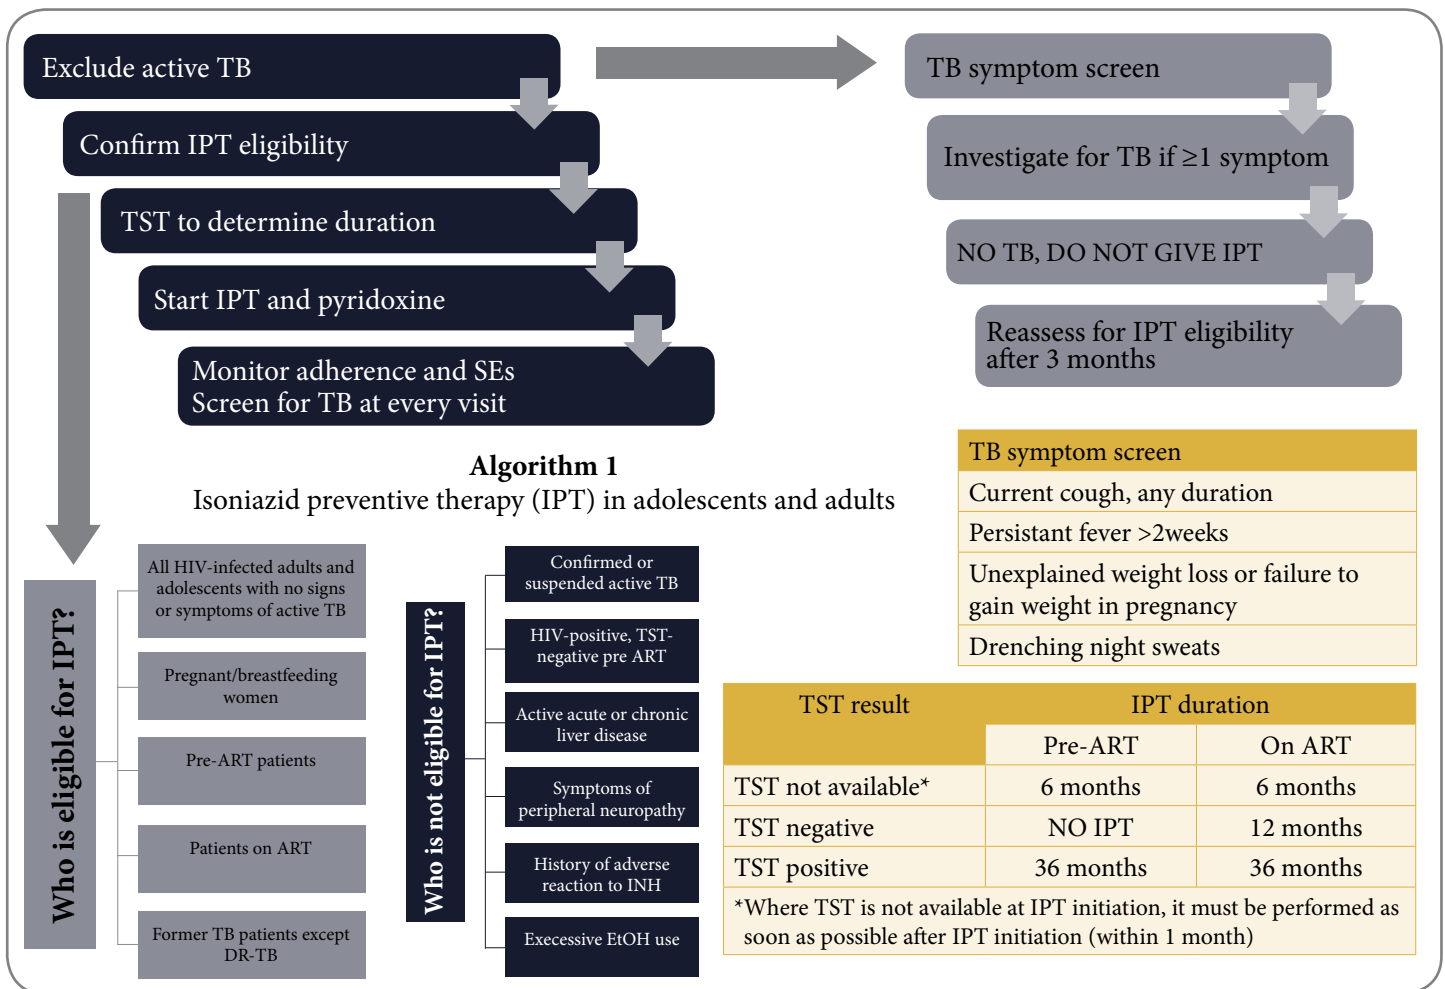 Exclude active TB
Confirm IPT eligibility
TST to determine duration
Start IPT and pyridoxine
Monitor adherence and SEs
Screen for TB at every visit
TB symptom screen
Investigate for TB if ≥1 symptom
NO TB, DO NOT GIVE IPT
Reassess for IPT eligibility
after 3 months
Algorithm 1
Isoniazid preventive therapy (IPT) in adolescents and adults
Who is eligible for IPT?
All HIV-infected adults and
adolescents with no signs
or symptoms of active TB
Pregnant/breastfeeding
women
Pre-ART patients
Patients on ART
Former TB patients except
DR-TB
Who is not eligible for IPT?
Confirmed or
suspended active TB
HIV-positive, TST-
negative pre ART
Active acute or chronic
liver disease
Symptoms of
peripheral neuropathy
History of adverse
reaction to INH
Execessive EtOH use
TB symptom screen
Current cough, any duration
Persistant fever >2weeks
Unexplained weight loss or failure to
gain weight in pregnancy
Drenching night sweats
TST result IPT duration
Pre-ART On ART
TST not available* 6 months 6 months
TST negative NO IPT 12 months
TST positive 36 months 36 months
*Where TST is not available at IPT initiation, it must be performed as
soon as possible after IPT initiation (within 1 month)